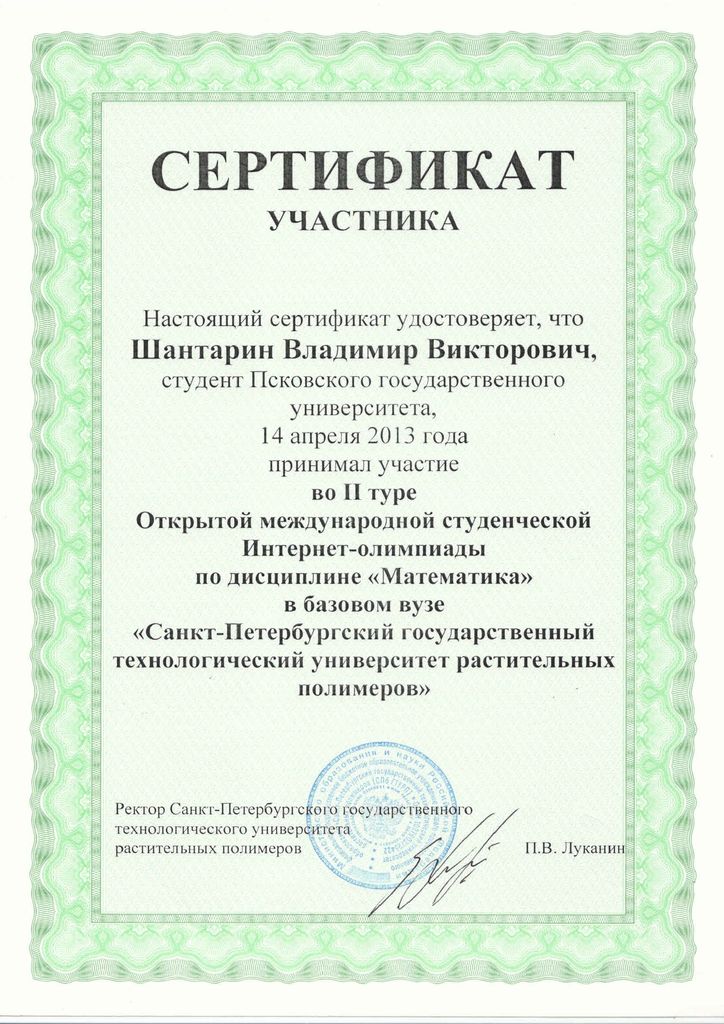 СЕРТИФИКАТ
УЧАСТНИКА
Настоящий сертификат удостоверяет, что
Шантарин Владимир Викторович,
студент Псковского государственного
университета,
14 апреля 2013 года
принимал участие
во II туре
Открытой международной студенческой
Интернет-олимпиады
по дисциплине «Математика»
в базовом вузе
«Санкт-Петербургский государственный
технологический университет растительных
полимеров»
Ректор Санкт-Петербургского государственного
технологического университета
растительных полимеров
П.В. Луканин
образования и науки